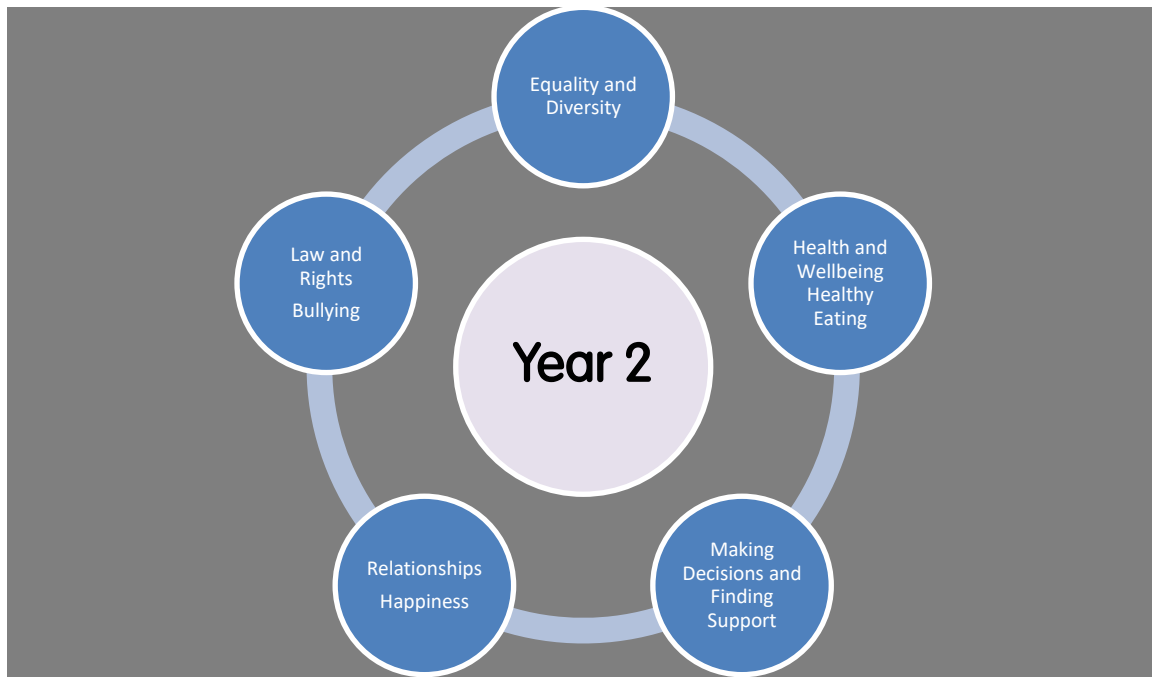 Equality and
Diversity
Health and
Wellbeing
Healthy
Eating
Making
Decisions and
Finding
Support
Relationships
Happiness
Law and
Rights
Bullying
Year 2